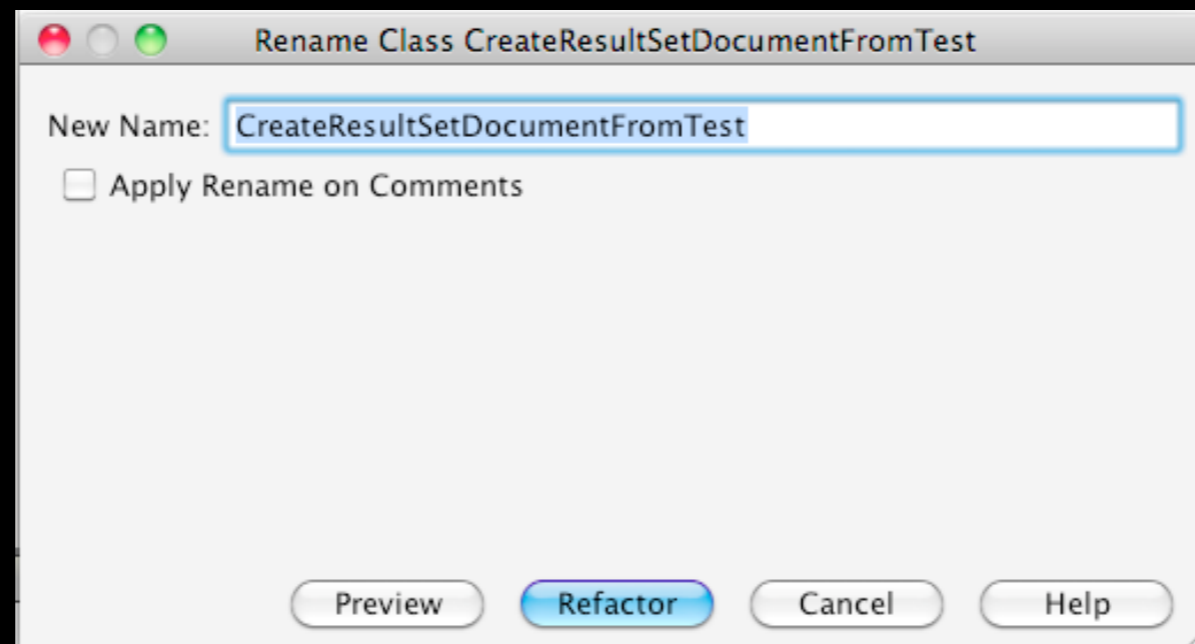 Rename Class CreateResultSetDocumentFromTest
New Name: CreateResultSetDocumentFromTest
Apply Rename on Comments
Preview Refactor Cancel Help